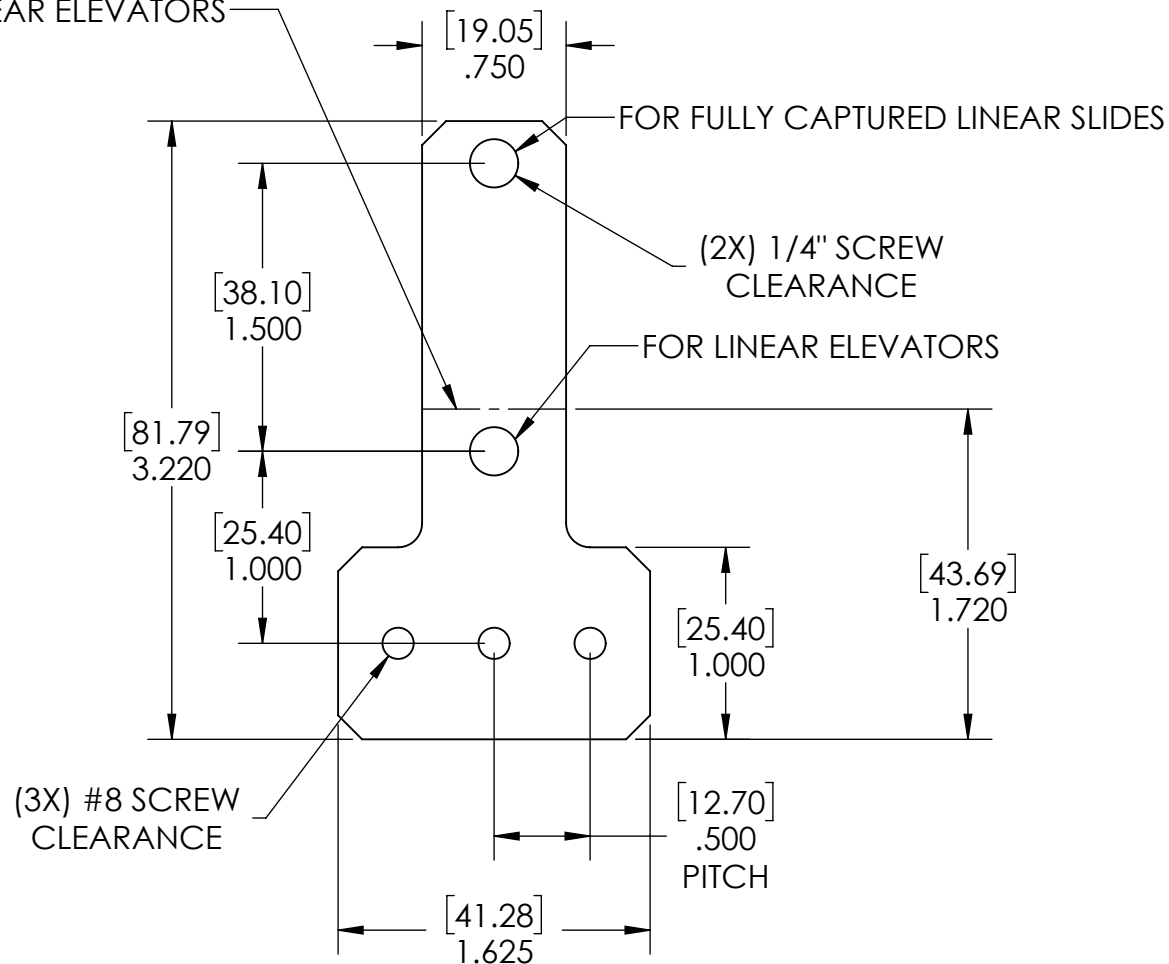 ELEVATORS
[19.05]
.750
FOR FULLY CAPTURED LINEAR SLIDES
(2X) 1/4" SCREW
CLEARANCE
[38.10]
1.500
FOR LINEAR ELEVATORS
[81.79]
3.220
[25.40]
1.000
[43.69]
1.720
[25.40]
1.000
(3X) #8 SCREW
CLEARANCE
[12.70]
.500
PITCH
[41.28]
1.625